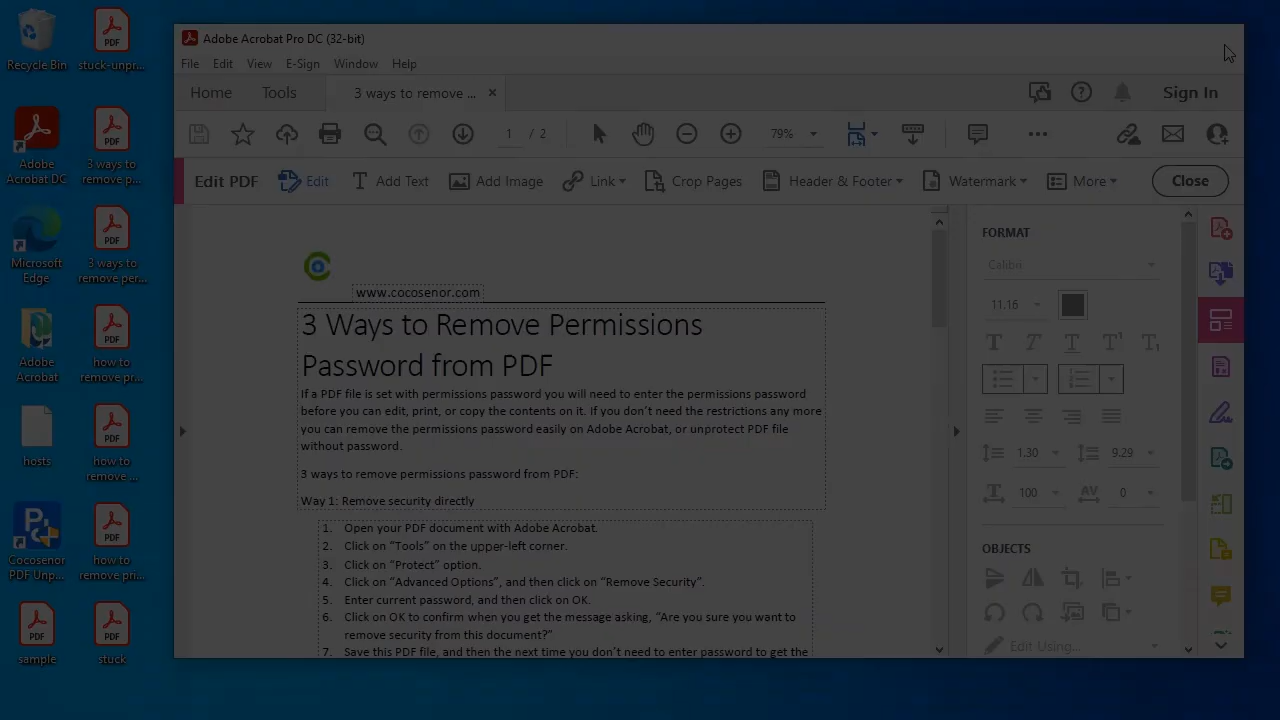 Recycle Bin
stuck-unpr...
Adobe Acrobat DC
3 ways to remove p...
Microsoft Edge
3 ways to remove per...
Adobe Acrobat
how to remove pr...
hosts
how to remove ...
Cocosenor PDF Unp...
how to remove pri...
sample
stuck
Adobe Acrobat Pro DC (32-bit)
File Edit View E-Sign Window Help
Home Tools 3 ways to remove ... × Sign In
1 / 2 79%
Edit PDF Edit Add Text Add Image Link Crop Pages Header & Footer Watermark More Close
www.cocosenor.com
3 Ways to Remove Permissions
Password from PDF
If a PDF file is set with permissions password you will need to enter the permissions password
before you can edit, print, or copy the contents on it. If you don't need the restrictions any more
you can remove the permissions password easily on Adobe Acrobat, or unprotect PDF file
without password.
3 ways to remove permissions password from PDF:
Way 1: Remove security directly
1. Open your PDF document with Adobe Acrobat.
2. Click on “Tools” on the upper-left corner.
3. Click on “Protect” option.
4. Click on “Advanced Options”, and then click on “Remove Security”.
5. Enter current password, and then click on OK.
6. Click on OK to confirm when you get the message asking, “Are you sure you want to
remove security from this document?”
7. Save this PDF file, and then the next time you don't need to enter password to get the
FORMAT
Calibri
11.16
T T T T¹ T₁
1.30 9.29
100 AV 0
OBJECTS
Edit Using...